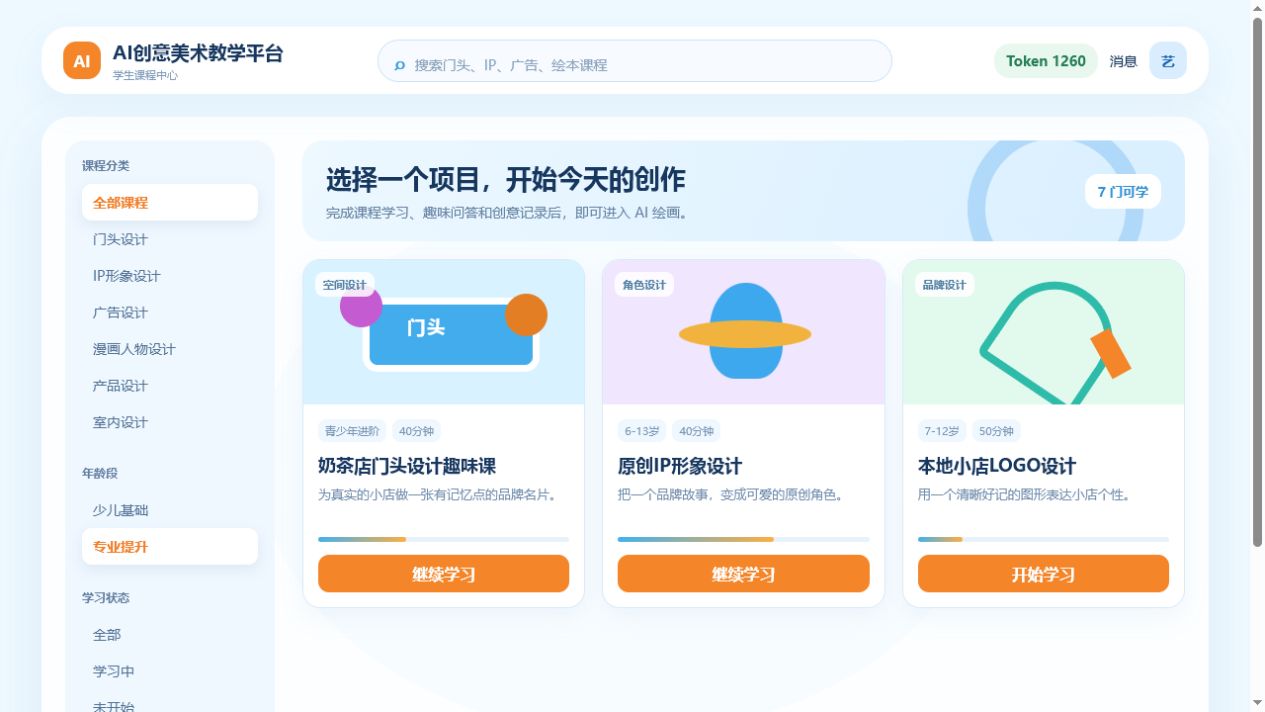 AI
AI创意美术教学平台
学生课程中心
搜索门头、IP、广告、绘本课程
Token 1260
消息
艺
课程分类
全部课程
门头设计
IP形象设计
广告设计
漫画人物设计
产品设计
室内设计
年龄段
少儿基础
专业提升
学习状态
全部
学习中
未开始
选择一个项目，开始今天的创作
完成课程学习、趣味问答和创意记录后，即可进入 AI 绘画。
7 门可学
空间设计
门头
青少年进阶
40分钟
奶茶店门头设计趣味课
为真实的小店做一张有记忆点的品牌名片。
继续学习
角色设计
6-13岁
40分钟
原创IP形象设计
把一个品牌故事，变成可爱的原创角色。
继续学习
品牌设计
7-12岁
50分钟
本地小店LOGO设计
用一个清晰好记的图形表达小店个性。
开始学习